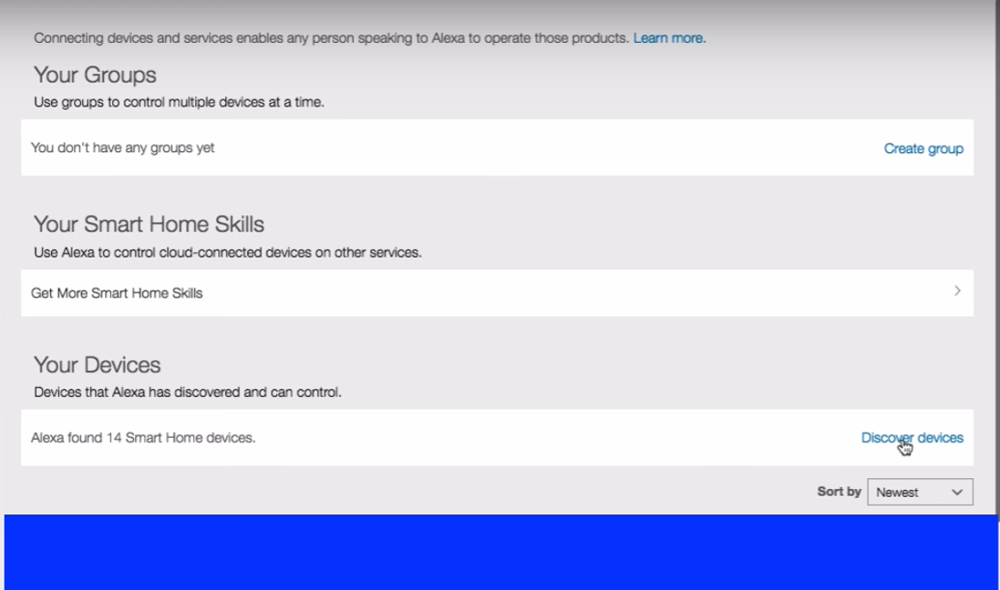 Connecting devices and services enables any person speaking to Alexa to operate those products. Learn more.
Your Groups
Use groups to control multiple devices at a time.
You don't have any groups yet
Create group
Your Smart Home Skills
Use Alexa to control cloud-connected devices on other services.
Get More Smart Home Skills
Your Devices
Devices that Alexa has discovered and can control.
Alexa found 14 Smart Home devices.
Discover devices
Sort by Newest